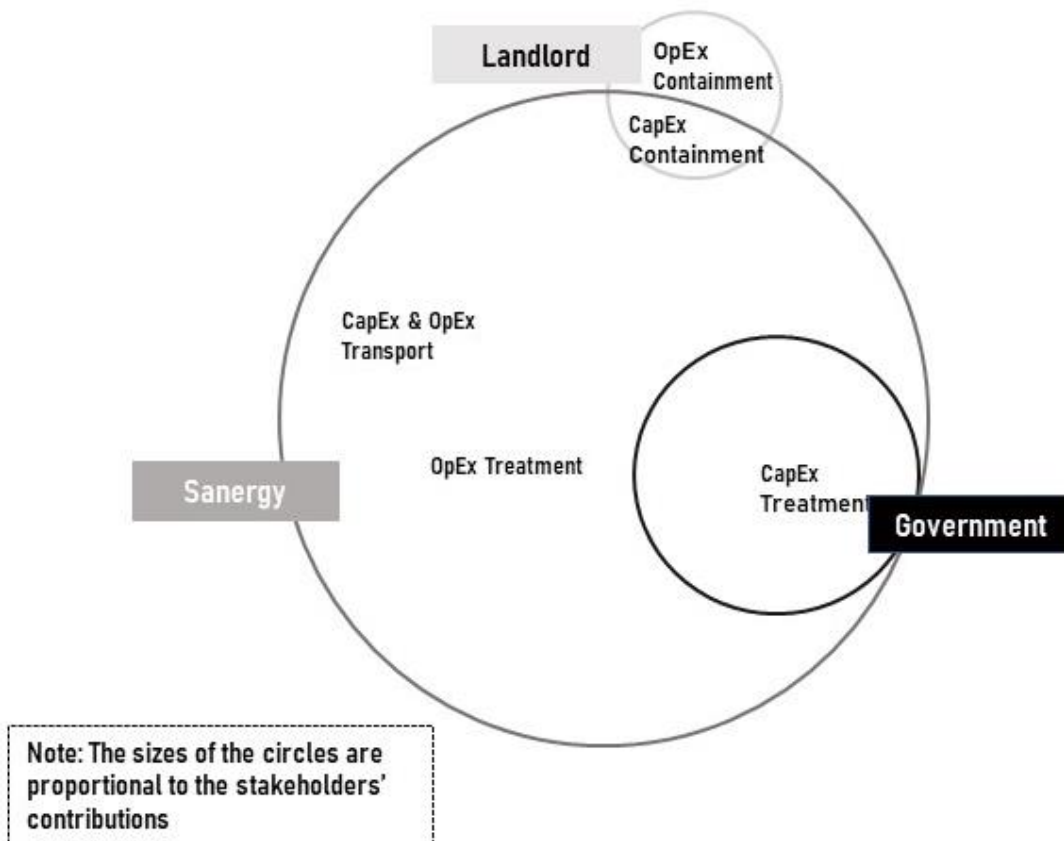 Landlord
OpEx
Containment
CapEx
Containment
CapEx & OpEx
Transport
OpEx Treatment
Sanergy
CapEx
Treatment
Government
Note: The sizes of the circles are
proportional to the stakeholders’
contributions